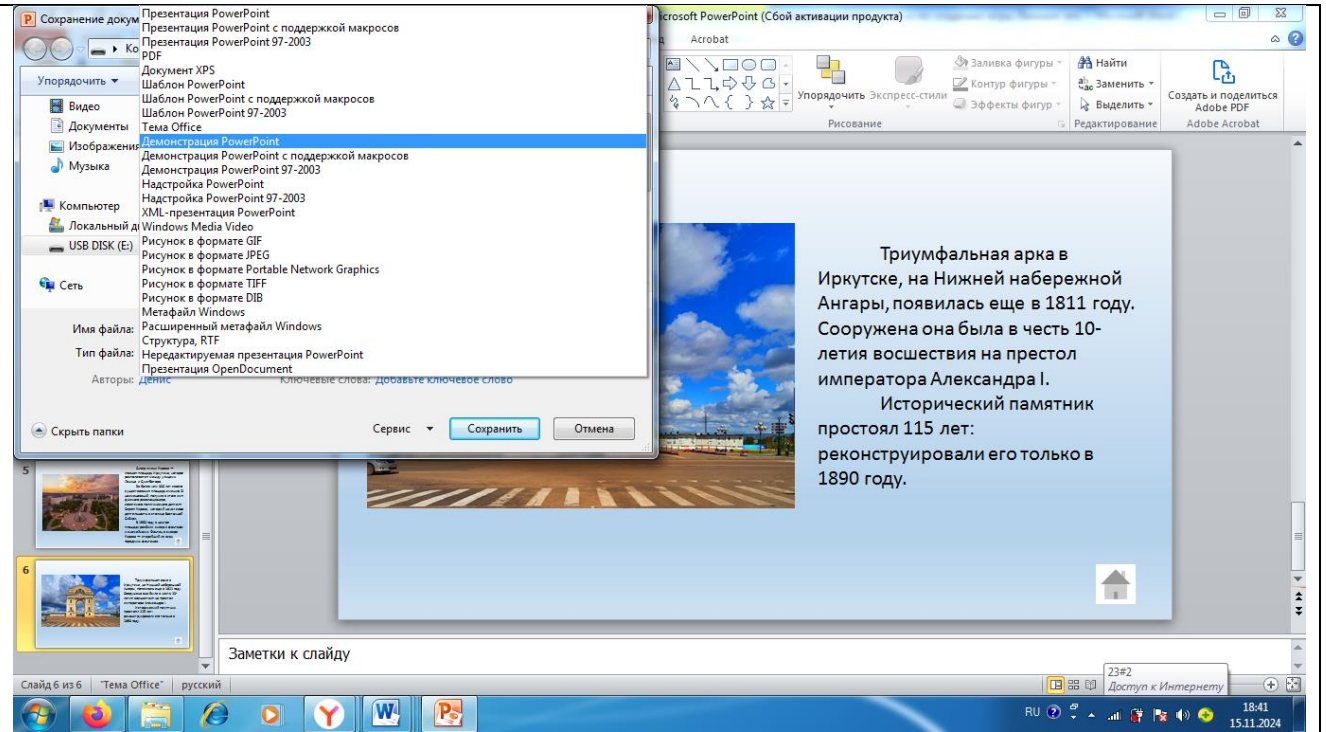 Сохранение докум
icrosoft PowerPoint (Сбой активации продукта)
Презентация PowerPoint
Презентация PowerPoint с поддержкой макросов
Презентация PowerPoint 97-2003
PDF
Документ XPS
Шаблон PowerPoint
Шаблон PowerPoint с поддержкой макросов
Шаблон PowerPoint 97-2003
Тема Office
Демонстрация PowerPoint
Демонстрация PowerPoint с поддержкой макросов
Демонстрация PowerPoint 97-2003
Надстройка PowerPoint
Надстройка PowerPoint 97-2003
XML-презентация PowerPoint
Windows Media Video
Рисунок в формате GIF
Рисунок в формате JPEG
Рисунок в формате Portable Network Graphics
Рисунок в формате TIFF
Рисунок в формате DIB
Метафайл Windows
Расширенный метафайл Windows
Структура, RTF
Нередактируемая презентация PowerPoint
Презентация OpenDocument
Ко
Упорядочить
Видео
Документы
Изображения
Музыка
Компьютер
Локальный д
USB DISK (E:)
Сеть
Имя файла:
Тип файла:
Авторы: Денис
Ключевые слова: Добавьте ключевое слово
Скрыть папки
Сервис
Сохранить
Отмена
Acrobat
Упорядочить
Экспресс-стили
Заливка фигуры
Контур фигуры
Эффекты фигур
Рисование
Найти
Заменить
Выделить
Редактирование
Создать и поделиться
Adobe PDF
Adobe Acrobat
Триумфальная арка в
Иркутске, на Нижней набережной
Ангары, появилась еще в 1811 году.
Сооружена она была в честь 10-
летия восшествия на престол
императора Александра I.
Исторический памятник
простоял 115 лет:
реконструировали его только в
1890 году.
5
6
Заметки к слайду
Слайд 6 из 6
"Тема Office"
русский
23#2
Доступ к Интернету
RU
18:41
15.11.2024